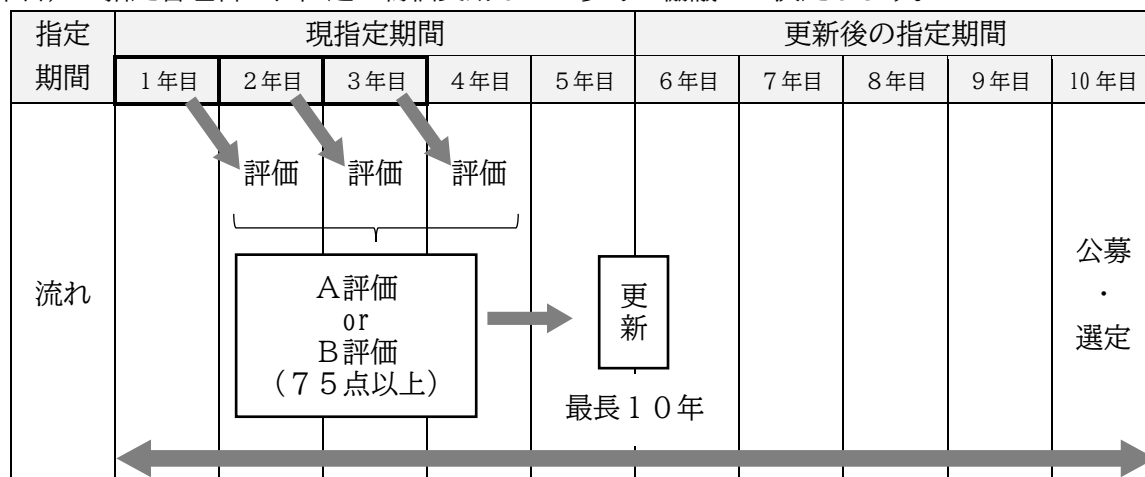 指定 現指定期間 更新後の指定期間
期間 1年目 2年目 3年目 4年目 5年目 6年目 7年目 8年目 9年目 10年目
評価 評価 評価
流れ
A評価
or
B評価
(75点以上)
更
新
最長10年
公募
・
選定